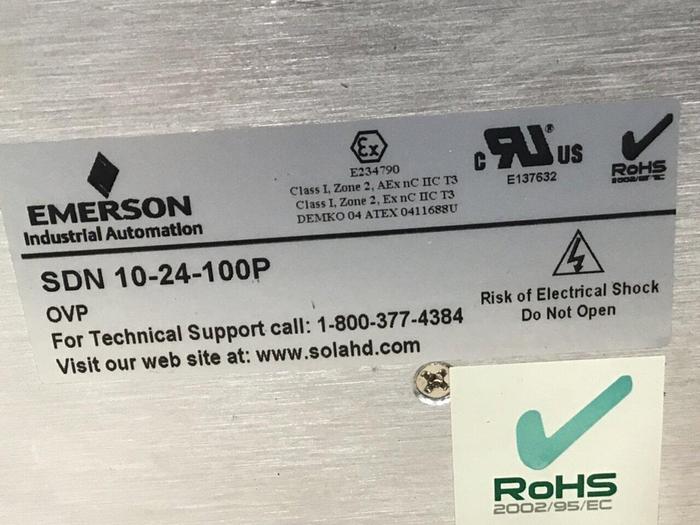 EMERSON
Industrial Automation
Ex
E234790
Class I, Zone 2, AEx nC IIC T3
Class I, Zone 2, Ex nC IIC T3
DEMKO 04 ATEX 0411688U
c RU® US
E137632
RoHS
2002/95/EC
SDN 10-24-100P
OVP
For Technical Support call: 1-800-377-4384
Visit our web site at: www.solahd.com
Risk of Electrical Shock
Do Not Open
RoHS
2002/95/EC